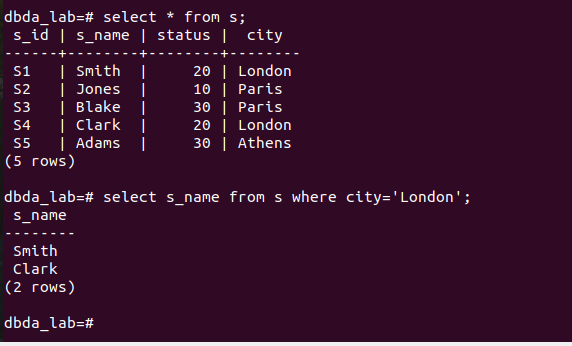 dbda_lab=# select * from s;
 s_id | s_name | status |  city
------+--------+--------+--------
 S1   | Smith  |     20 | London
 S2   | Jones  |     10 | Paris
 S3   | Blake  |     30 | Paris
 S4   | Clark  |     20 | London
 S5   | Adams  |     30 | Athens
(5 rows)
dbda_lab=# select s_name from s where city='London';
 s_name
--------
 Smith
 Clark
(2 rows)
dbda_lab=#